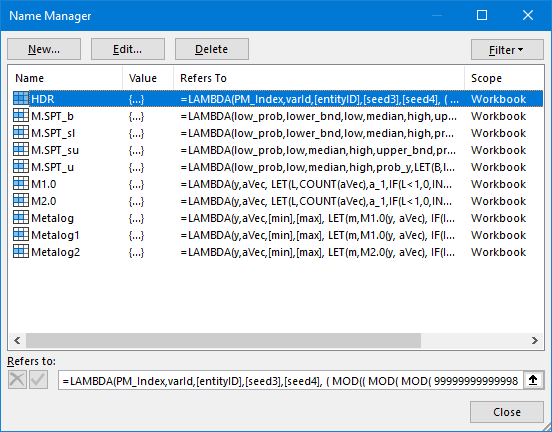 Name Manager
New... Edit... Delete Filter
Name Value Refers To Scope
HDR {...} =LAMBDA(PM_Index,varId,[entityID],[seed3],[seed4], ( ... Workbook
M.SPT_b {...} =LAMBDA(low_prob,lower_bnd,low,median,high,up... Workbook
M.SPT_sl {...} =LAMBDA(low_prob,lower_bnd,low,median,high,pr... Workbook
M.SPT_su {...} =LAMBDA(low_prob,low,median,high,upper_bnd,pr... Workbook
M.SPT_u {...} =LAMBDA(low_prob,low,median,high,prob_y,LET(B,I... Workbook
M1.0 {...} =LAMBDA(y,aVec, LET(L,COUNT(aVec),a_1,IF(L<1,0,IN... Workbook
M2.0 {...} =LAMBDA(y,aVec, LET(L,COUNT(aVec),a_1,IF(L<1,0,IN... Workbook
Metalog {...} =LAMBDA(y,aVec,[min],[max], LET(m,M1.0(y, aVec), IF(I... Workbook
Metalog1 {...} =LAMBDA(y,aVec,[min],[max], LET(m,M1.0(y, aVec), IF(I... Workbook
Metalog2 {...} =LAMBDA(y,aVec,[min],[max], LET(m,M2.0(y, aVec), IF(I... Workbook
Refers to:
=LAMBDA(PM_Index,varId,[entityID],[seed3],[seed4], ( MOD(( MOD( MOD( 99999999999998
Close